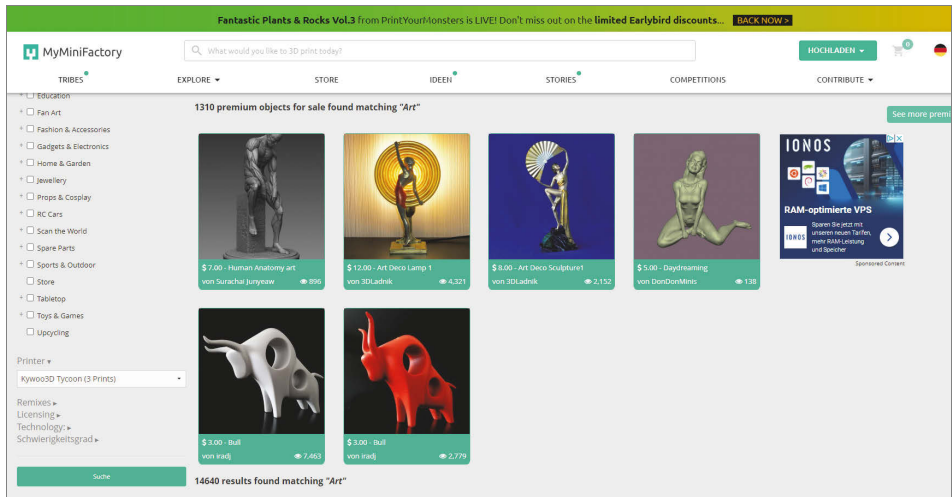 Fantastic Plants & Rocks Vol.3 from PrintYourMonsters is LIVE! Don't miss out on the limited Earlybird discounts... BACK NOW >
MyMiniFactory
What would you like to 3D print today?
HOCHLADEN
0
TRIBES EXPLORE STORE IDEEN STORIES COMPETITIONS CONTRIBUTE
Education
Fan Art
Fashion & Accessories
Gadgets & Electronics
Home & Garden
Jewellery
Props & Cosplay
RC Cars
Scan the World
Spare Parts
Sports & Outdoor
Store
Tabletop
Toys & Games
Upcycling
Printer
Kywoo3D Tycoon (3 Prints)
Remixes
Licensing
Technology:
Schwierigkeitsgrad
Suche
1310 premium objects for sale found matching "Art"
See more premi
$ 7.00 - Human Anatomy art
von Surachai Junyeaw 896
$ 12.00 - Art Deco Lamp 1
von 3DLadnik 4,321
$ 8.00 - Art Deco Sculpture1
von 3DLadnik 2,152
$ 5.00 - Daydreaming
von DonDonMinis 138
IONOS
RAM-optimierte VPS
IONOS
Sparen Sie jetzt mit
unseren neuen Tarifen,
mehr RAM-Leistung
und Speicher
Sponsored Content
$ 3.00 - Bull
von iradj 7,463
$ 3.00 - Bull
von iradj 2,779
14640 results found matching "Art"